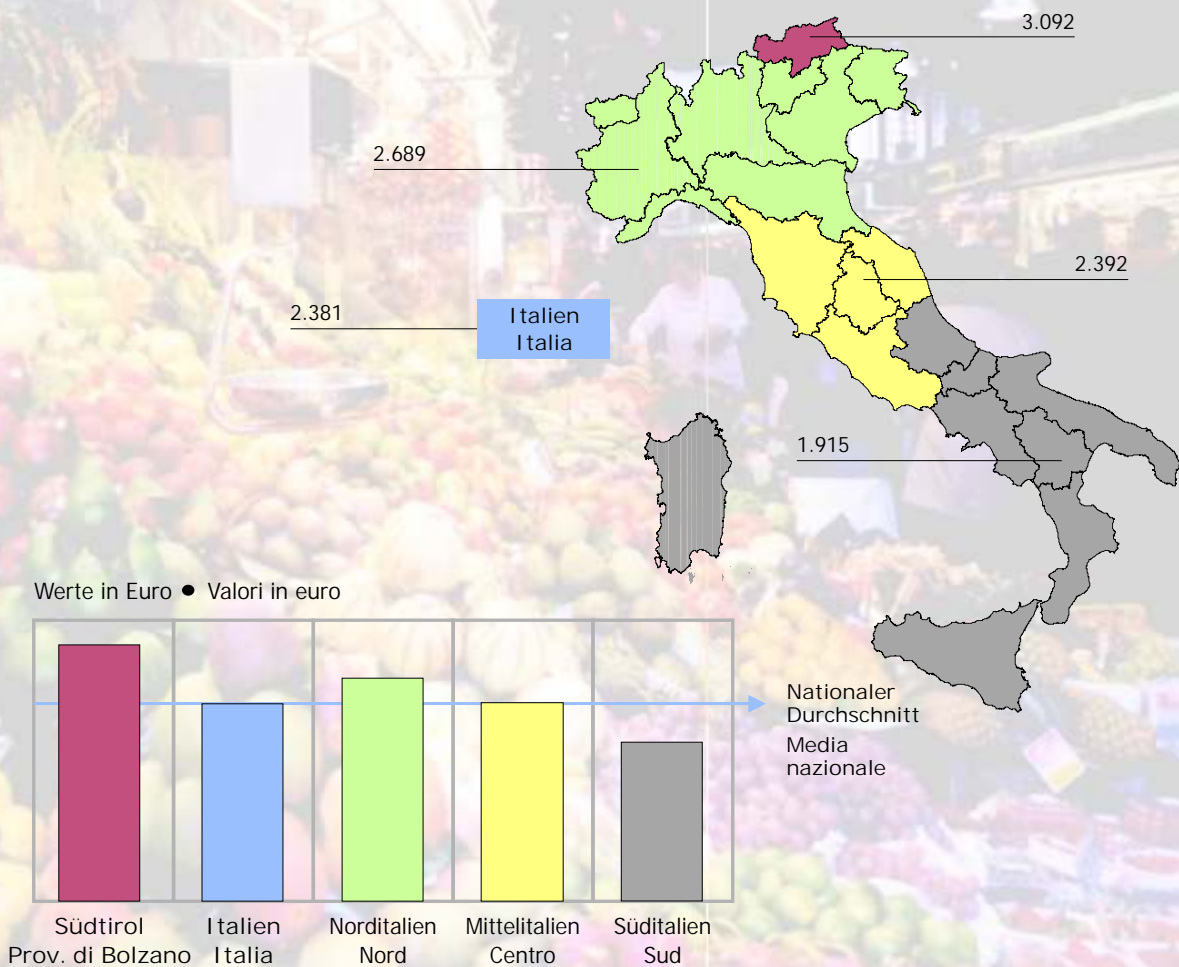 3.092
2.689
2.392
2.381
Italien
Italia
1.915
Werte in Euro ● Valori in euro
Nationaler
Durchschnitt
Media
nazionale
Südtirol
Prov. di Bolzano
Italien
Italia
Norditalien
Nord
Mittelitalien
Centro
Süditalien
Sud